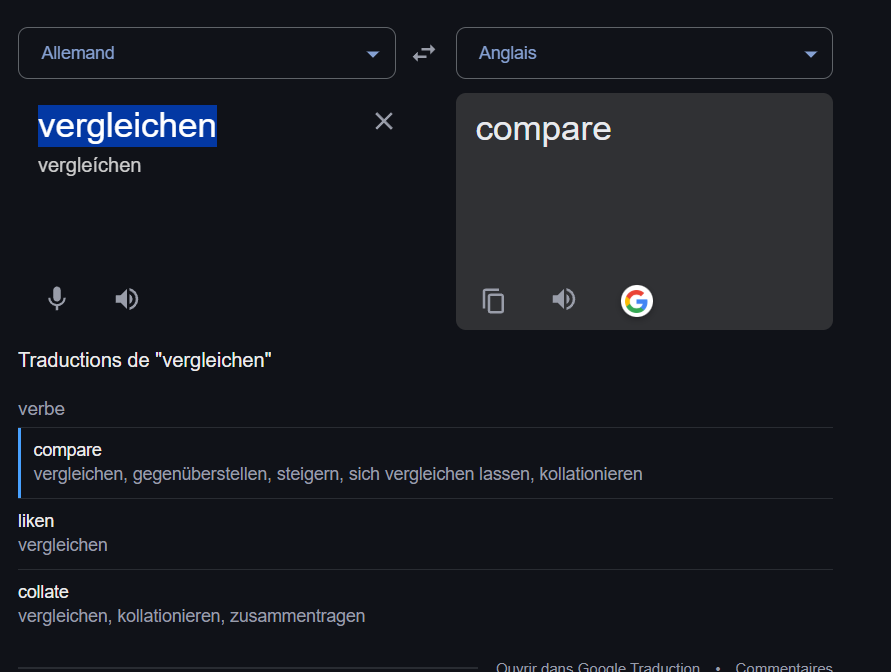 Allemand
Anglais
vergleichen
vergleíchen
compare
Traductions de "vergleichen"
verbe
compare
vergleichen, gegenüberstellen, steigern, sich vergleichen lassen, kollationieren
liken
vergleichen
collate
vergleichen, kollationieren, zusammentragen
Ouvrir dans Google Traduction • Commentaires